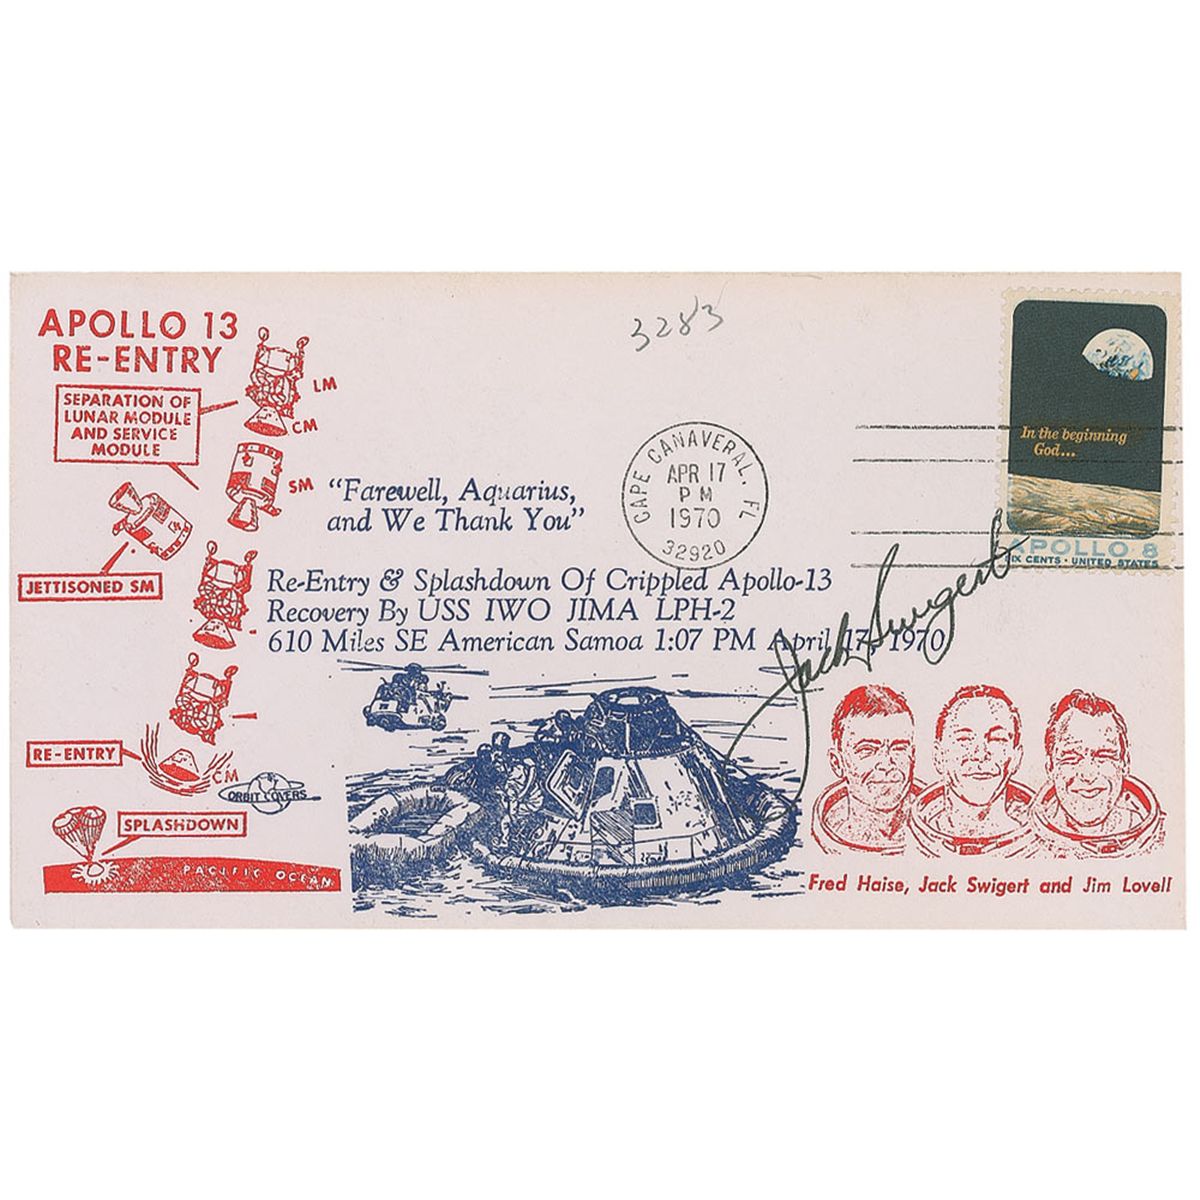 APOLLO 13
RE-ENTRY
SEPARATION OF
LUNAR MODULE
AND SERVICE
MODULE
LM
CM
SM
JETTISONED SM
RE-ENTRY
CM
ORBIT COVERS
SPLASHDOWN
PACIFIC OCEAN
3283
"Farewell, Aquarius,
and We Thank You"
CAPE CANAVERAL, FL
APR 17
PM
1970
32920
In the beginning
God...
APOLLO 8
SIX CENTS · UNITED STATES
Re-Entry & Splashdown Of Crippled Apollo-13
Recovery By USS IWO JIMA LPH-2
610 Miles SE American Samoa 1:07 PM April 17, 1970
Jack Swigert
Fred Haise, Jack Swigert and Jim Lovell